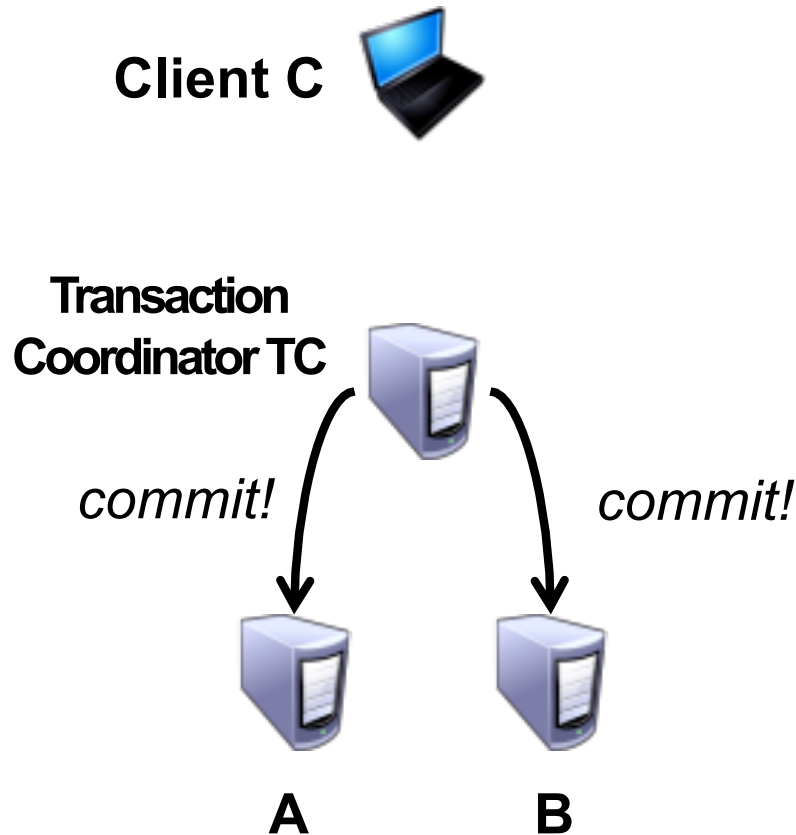 Client C
Transaction
Coordinator TC
commit!
commit!
A
B